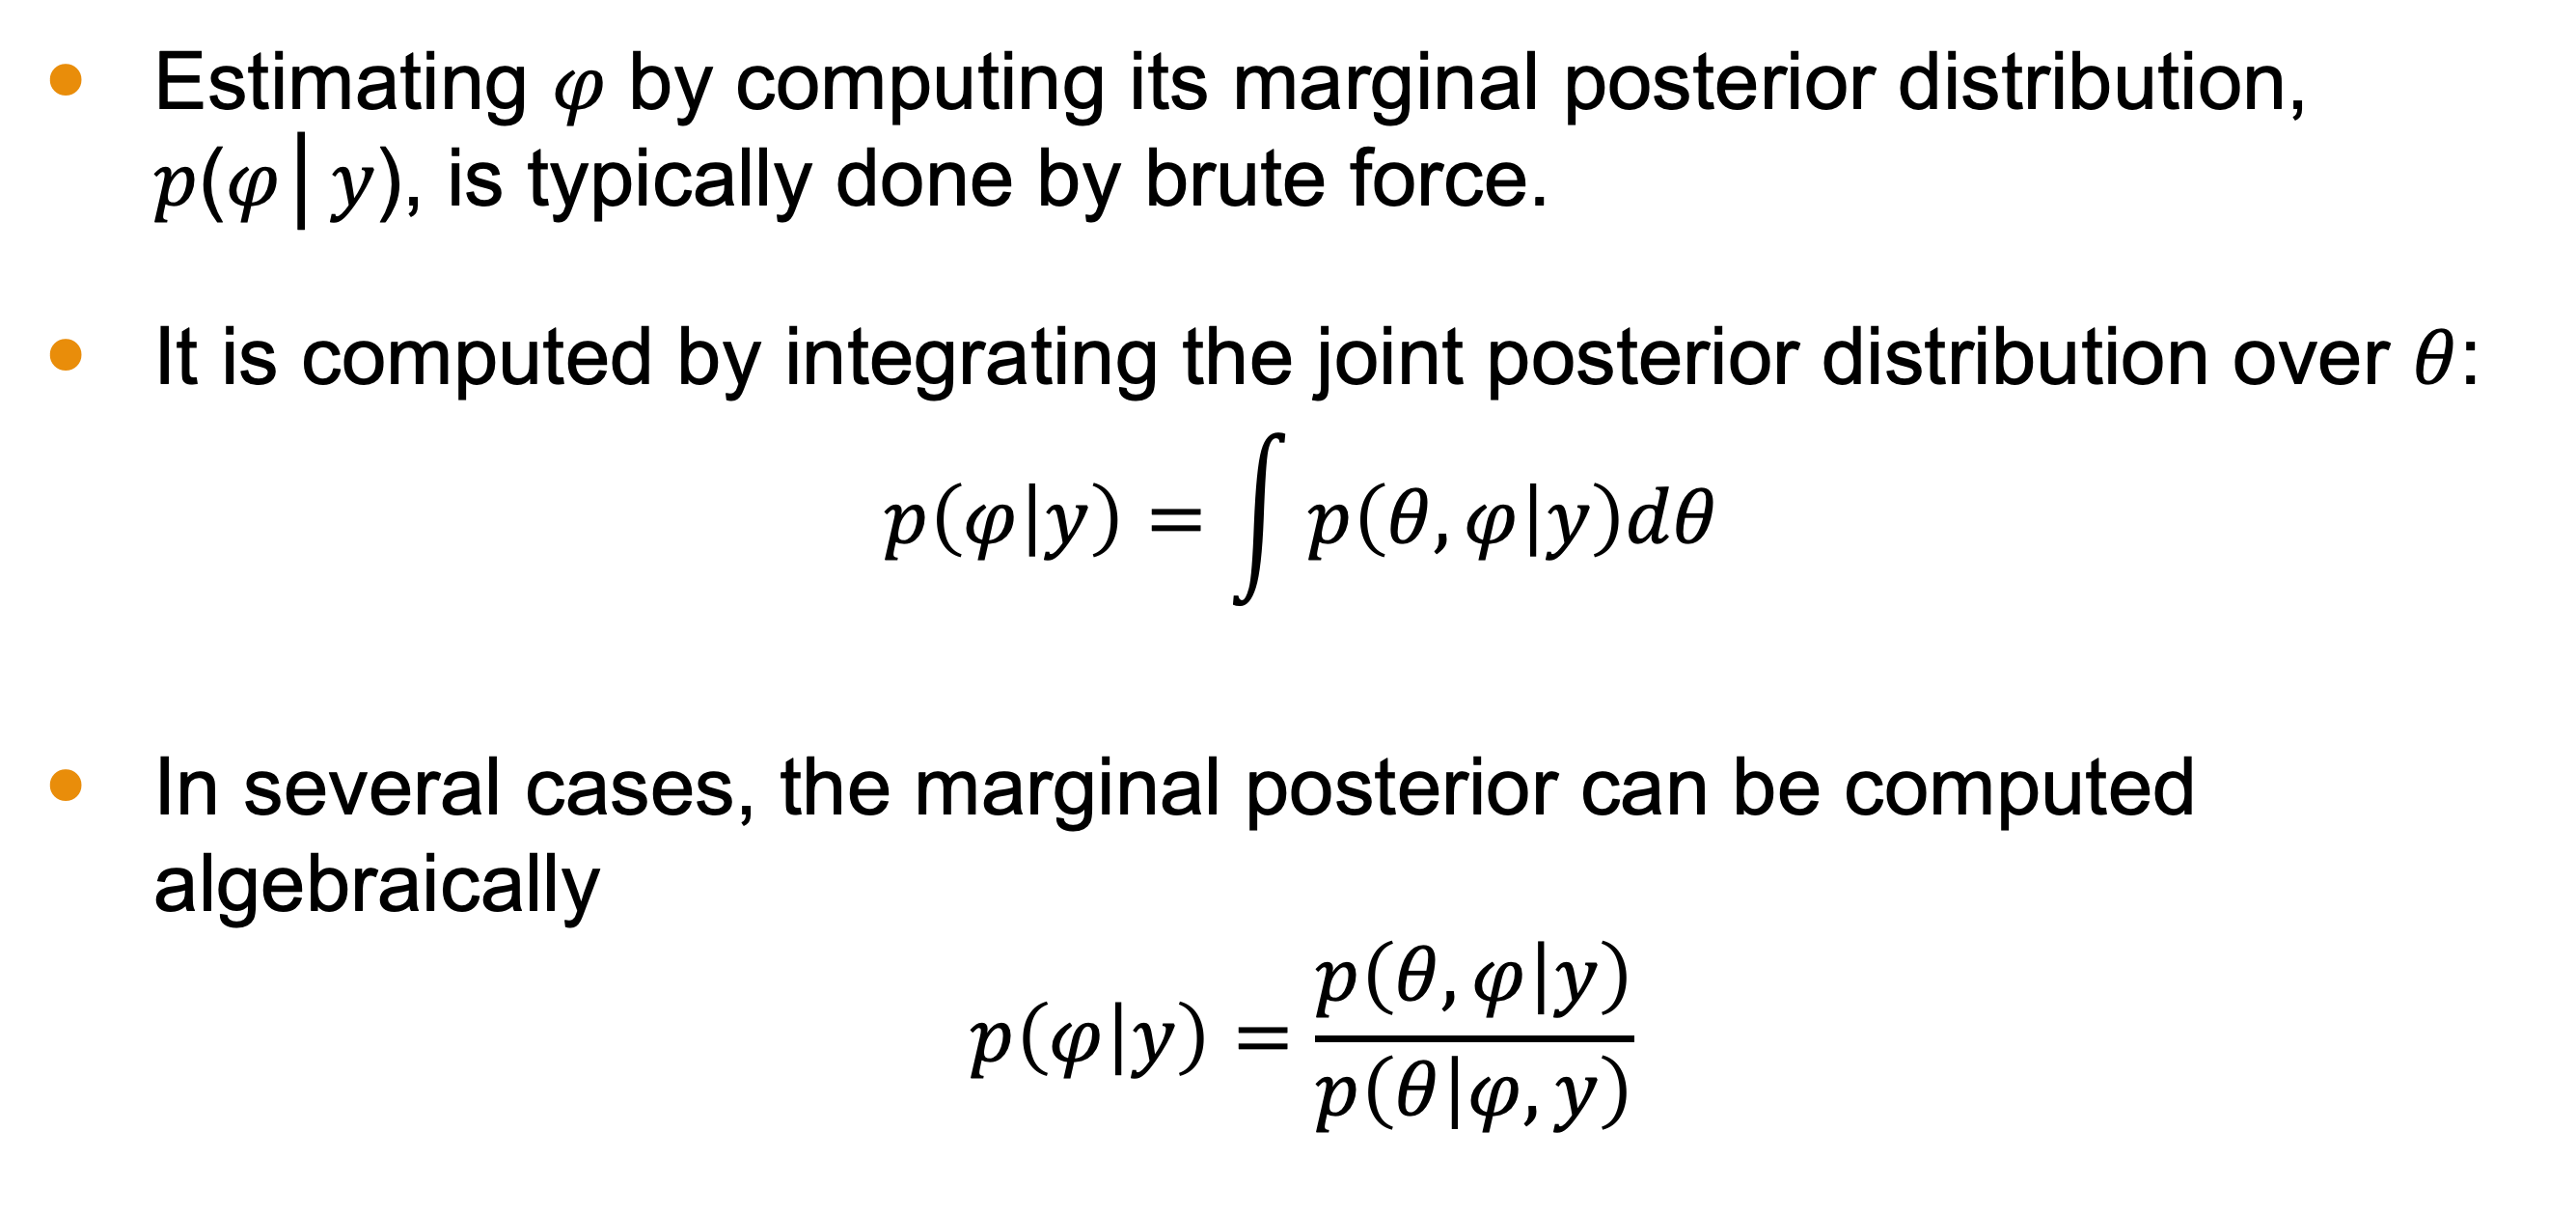 • Estimating φ by computing its marginal posterior distribution,
p(φ| y), is typically done by brute force.
• It is computed by integrating the joint posterior distribution over θ:
p(φ|y) = ∫ p(θ, φ|y)dθ
• In several cases, the marginal posterior can be computed
algebraically
p(φ|y) = p(θ, φ|y) / p(θ|φ, y)